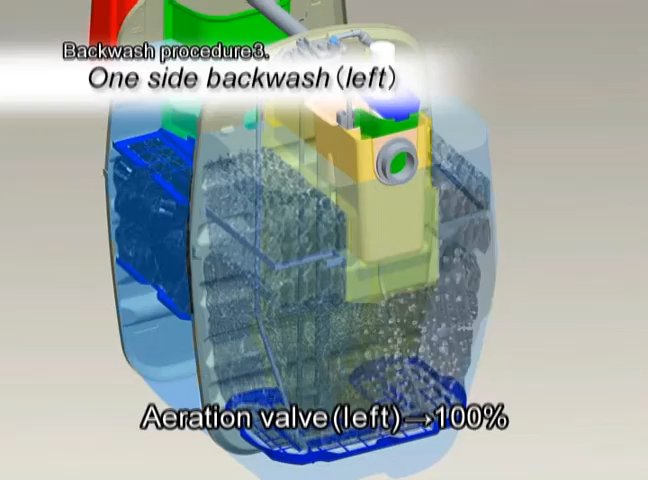 Backwash procedure3.
One side backwash(left)
Aeration valve(left)→100%